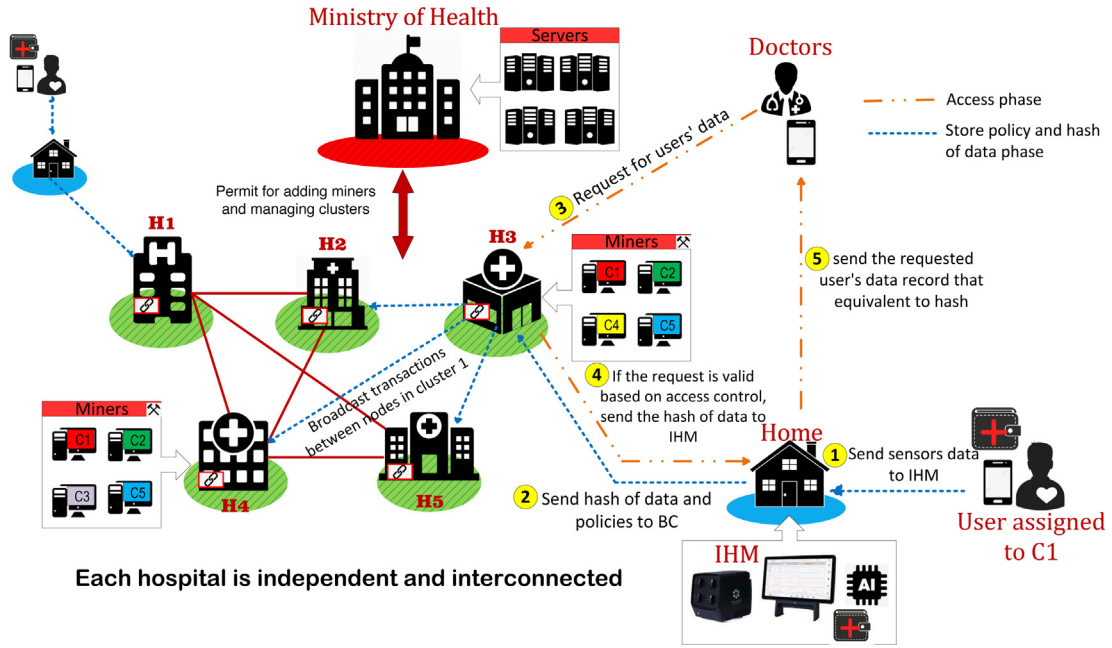 Ministry of Health
Servers
Doctors
Access phase
Store policy and hash
of data phase
3 Request for users' data
Permit for adding miners
and managing clusters
H1
H2
H3
Miners
C1
C2
C4
C5
5 send the requested
user's data record that
equivalent to hash
Broadcast transactions
between nodes in cluster 1
4 If the request is valid
based on access control,
send the hash of data to
IHM
Miners
C1
C2
C3
C5
H4
H5
Home
1 Send sensors data
to IHM
2 Send hash of data and
policies to BC
User assigned
to C1
IHM
AI
Each hospital is independent and interconnected